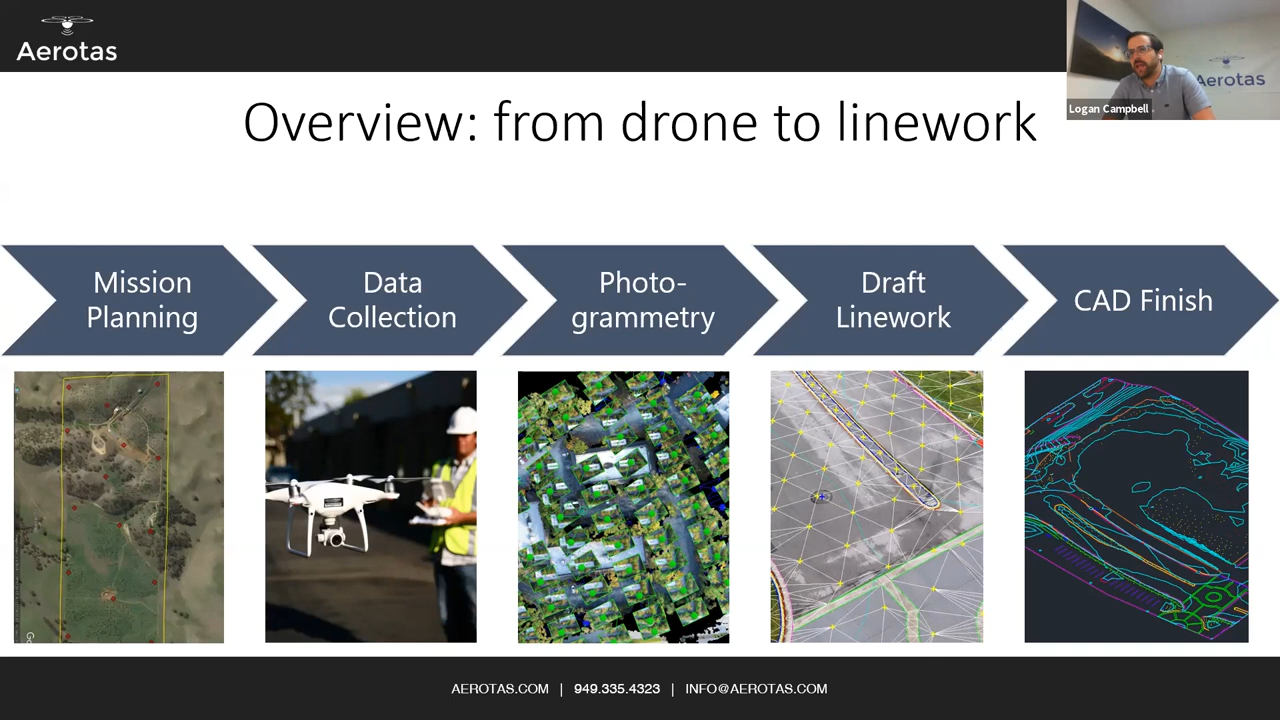 Aerotas
Aerotas
Logan Campbell
Overview: from drone to linework
Mission
Planning
Data
Collection
Photo-
grammetry
Draft
Linework
CAD Finish
AEROTAS.COM | 949.335.4323 | INFO@AEROTAS.COM